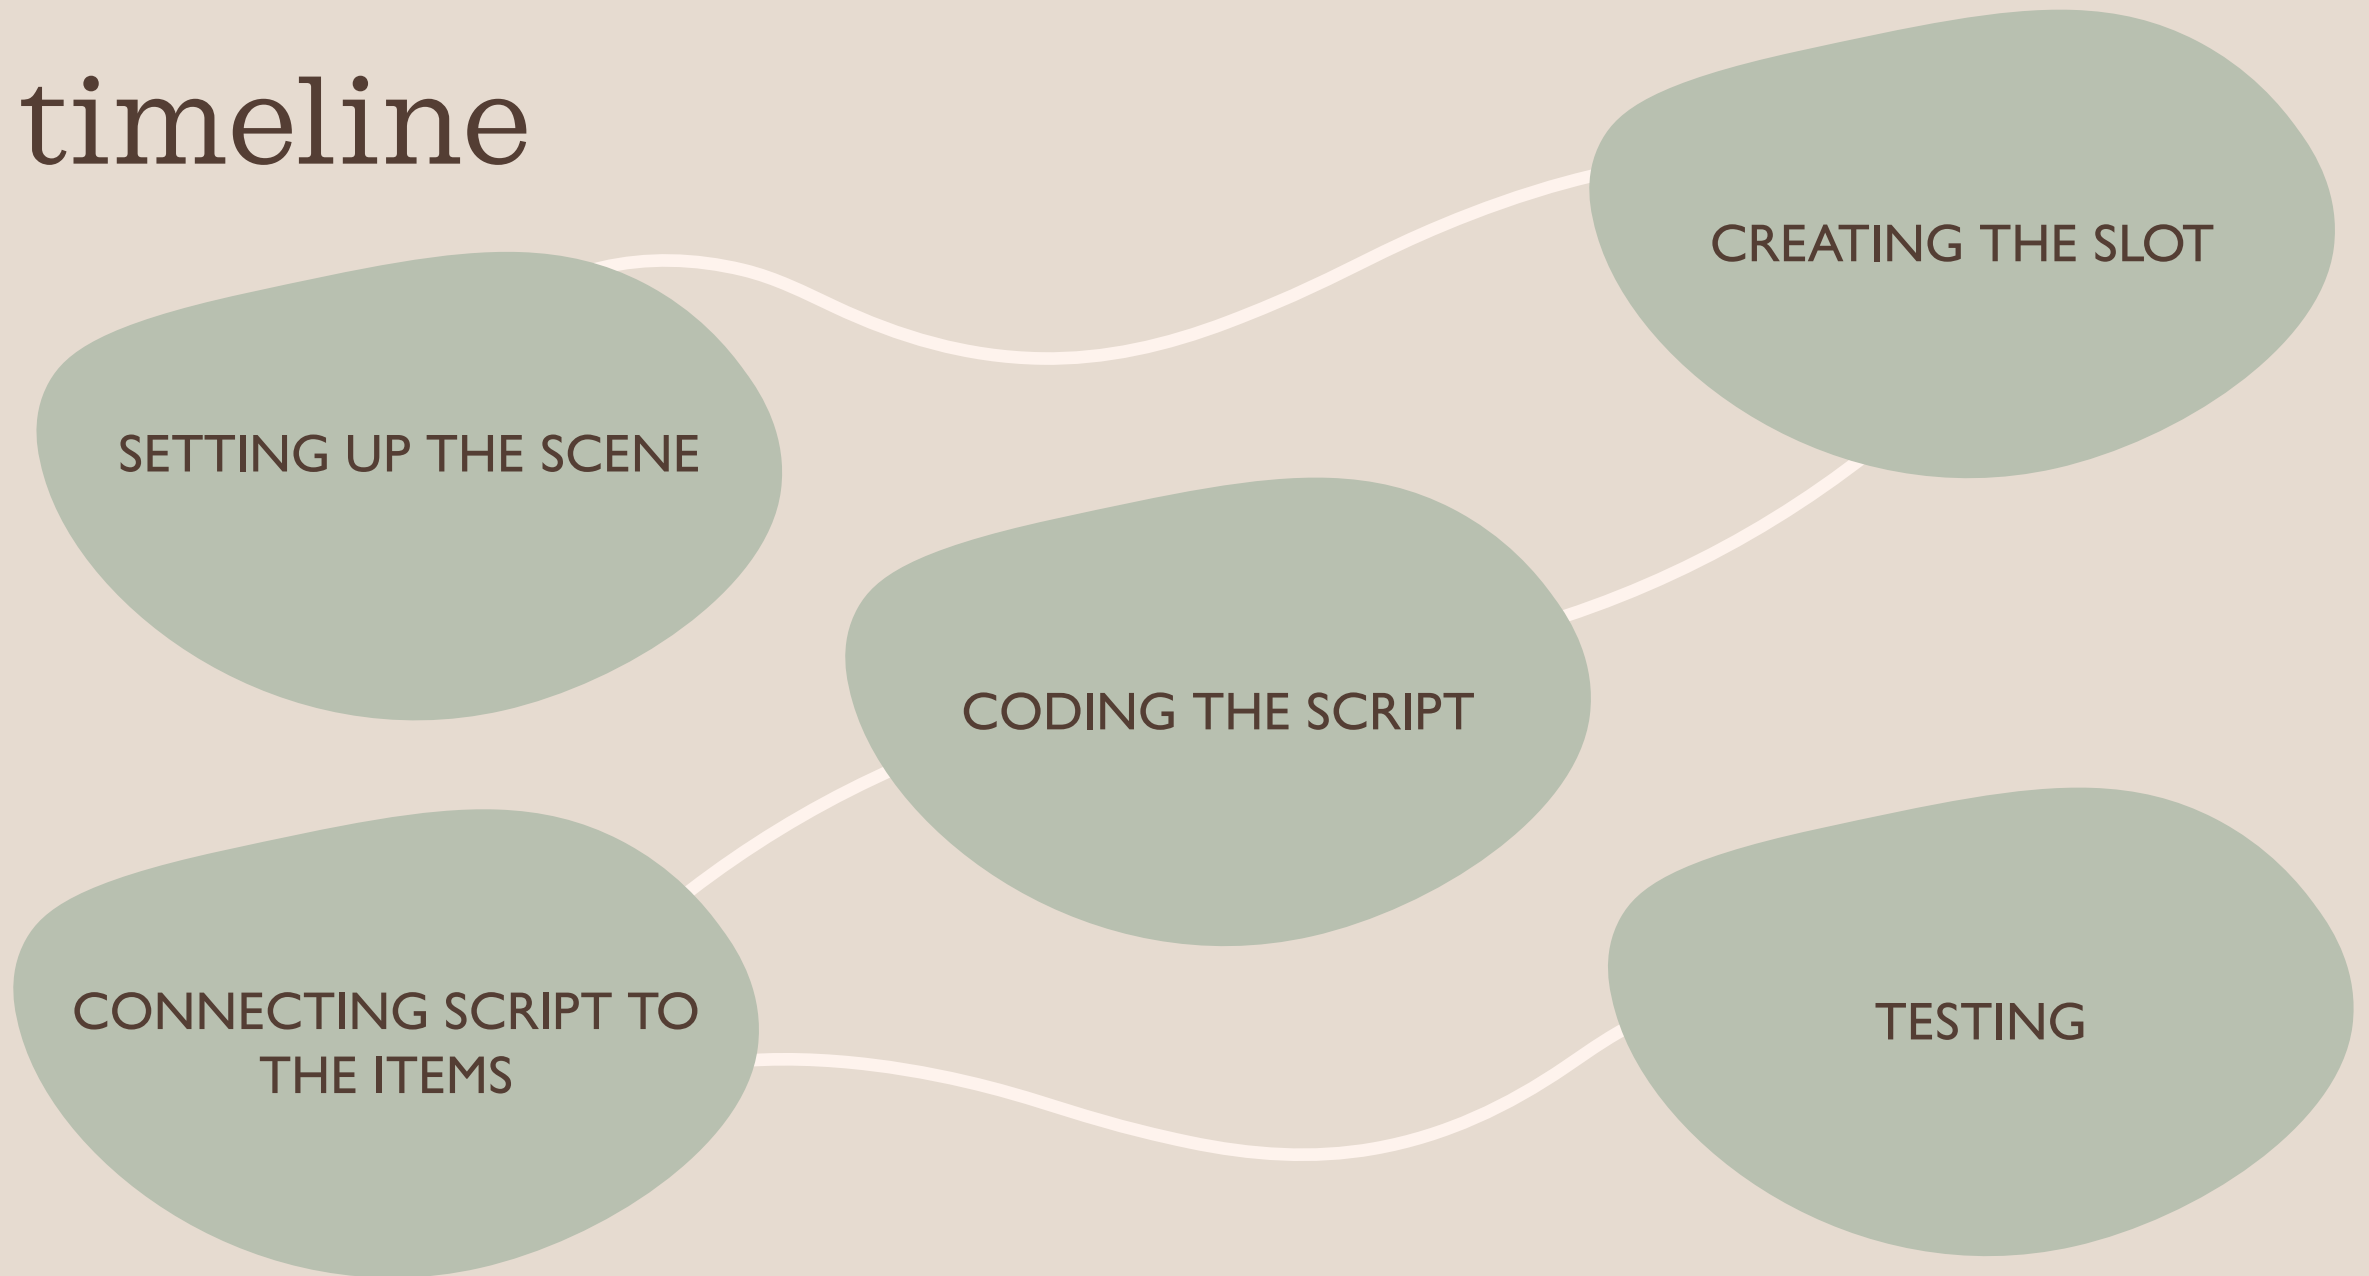 timeline
SETTING UP THE SCENE
CREATING THE SLOT
CODING THE SCRIPT
CONNECTING SCRIPT TO
THE ITEMS
TESTING